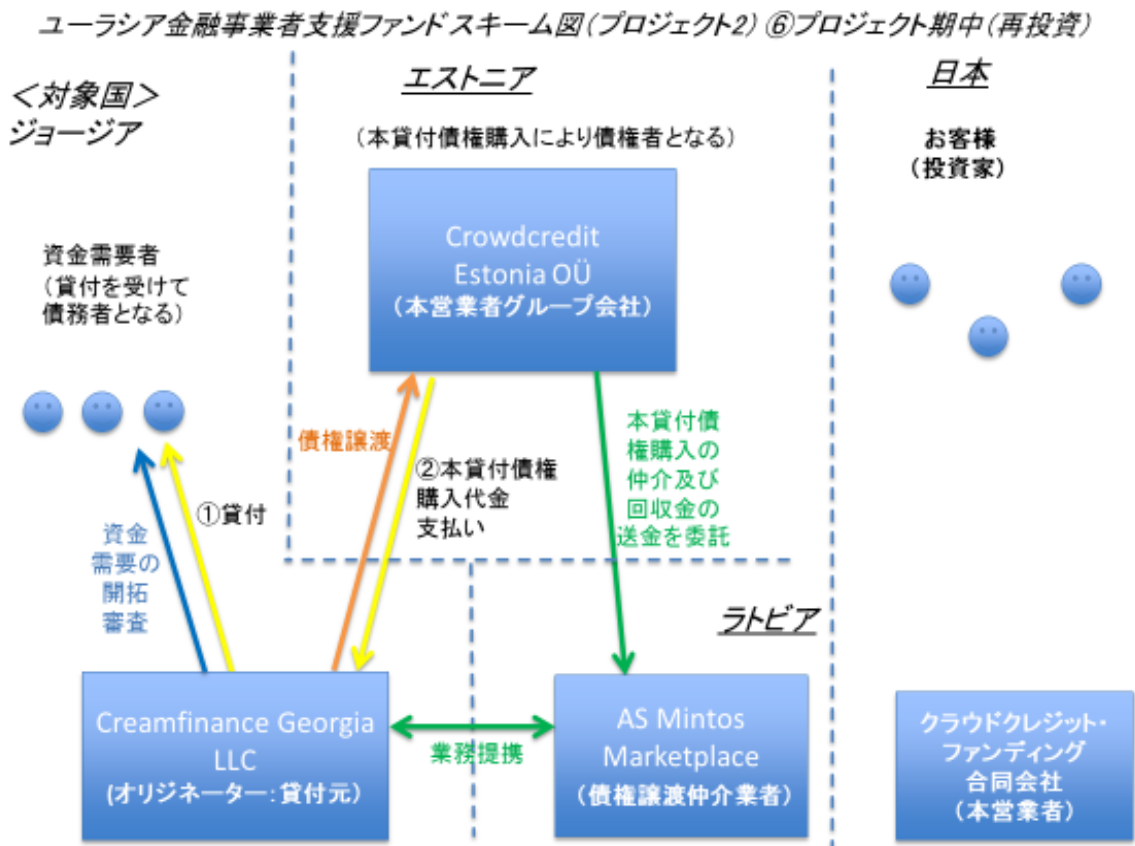 ユーラシア金融事業者支援ファンド スキーム図(プロジェクト2) ⑥プロジェクト期中(再投資)
＜対象国＞
ジョージア
エストニア
日本
(本貸付債権購入により債権者となる)
お客様
(投資家)
Crowdcredit
Estonia OÜ
(本営業者グループ会社)
資金需要者
(貸付を受けて
債務者となる)
債権譲渡
②本貸付債権
購入代金
支払い
本貸付債
権購入の
仲介及び
回収金の
送金を委託
①貸付
資金
需要の
開拓
審査
ラトビア
Creamfinance Georgia
LLC
(オリジネーター:貸付元)
業務提携
AS Mintos
Marketplace
(債権譲渡仲介業者)
クラウドクレジット・
ファンディング
合同会社
(本営業者)